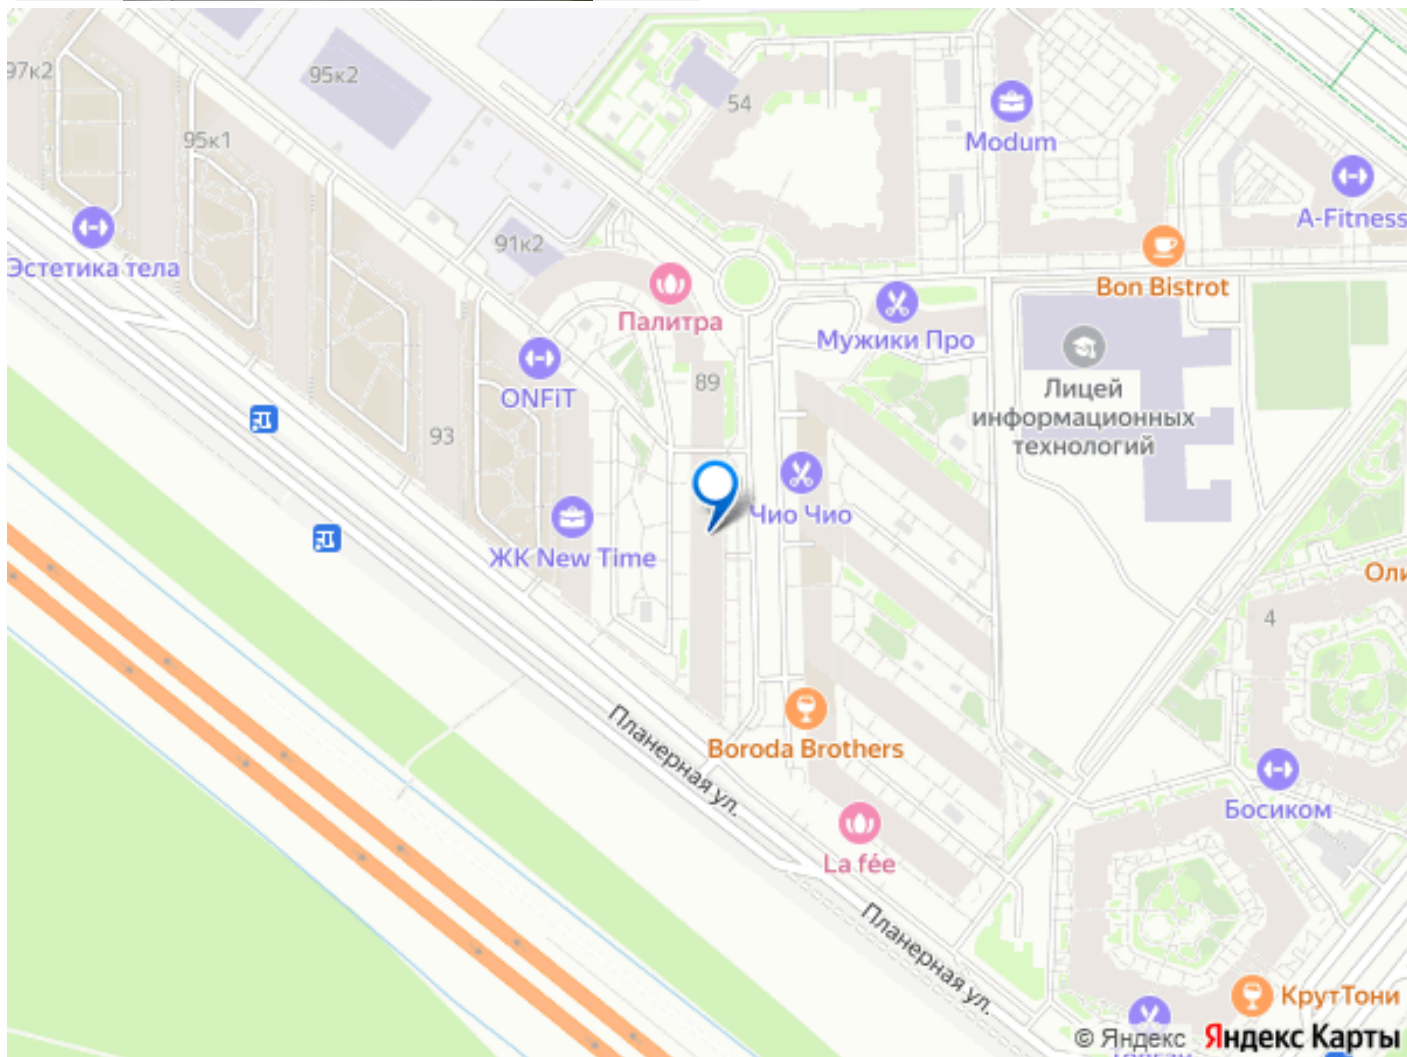 97к2
95к2
54
Modum
95к1
A-Fitness
Эстетика тела
91к2
Bon Bistrot
Палитра
Мужики Про
89
ONFiT
Лицей
информационных
технологий
93
Чио Чио
ЖК New Time
Оли
4
Планерная ул.
Boroda Brothers
Босиком
La fée
Планерная ул.
КрутТони
© Яндекс Яндекс Карты